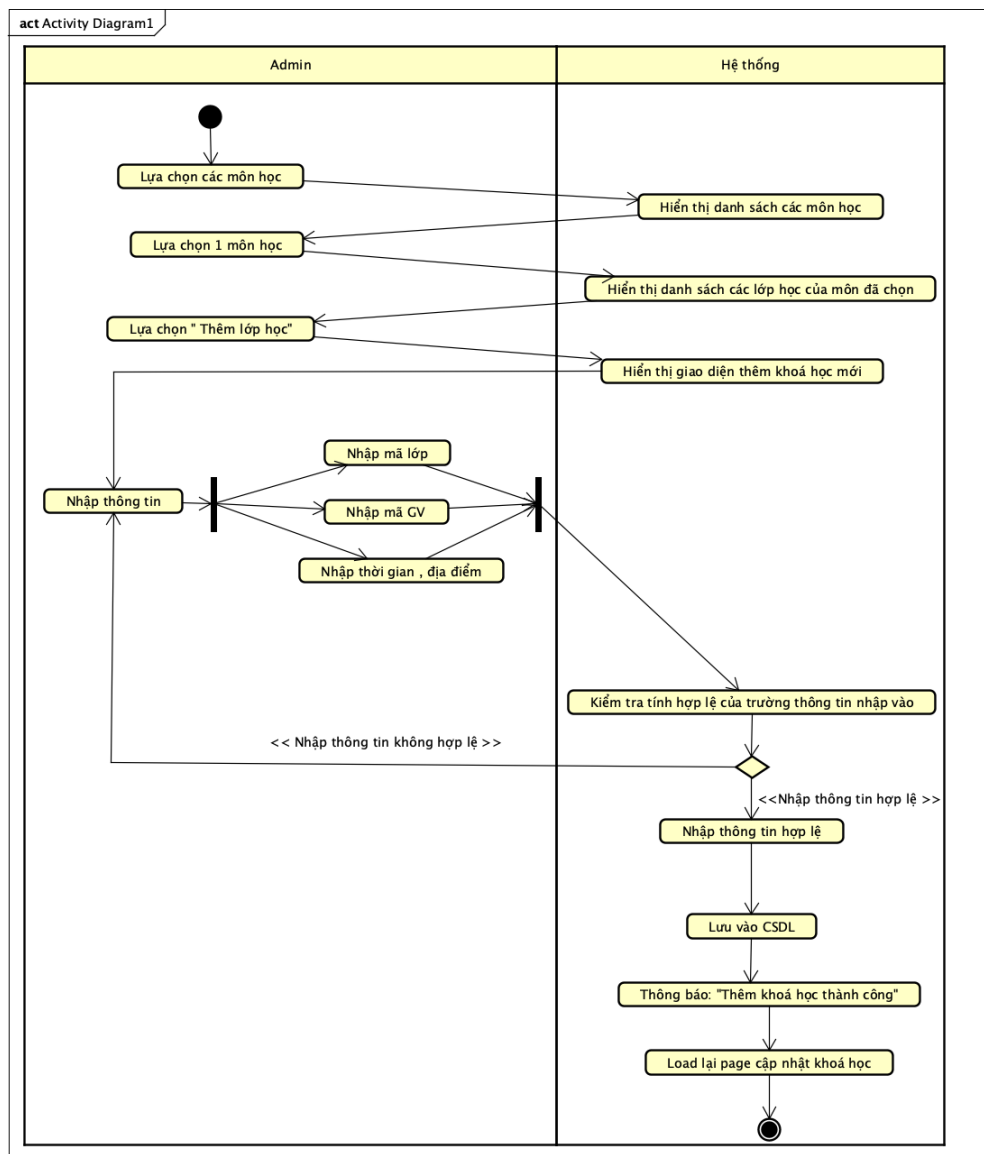 act Activity Diagram1
Admin
Hệ thống
Lựa chọn các môn học
Hiển thị danh sách các môn học
Lựa chọn 1 môn học
Hiển thị danh sách các lớp học của môn đã chọn
Lựa chọn " Thêm lớp học"
Hiển thị giao diện thêm khoá học mới
Nhập mã lớp
Nhập thông tin
Nhập mã GV
Nhập thời gian , địa điểm
Kiểm tra tính hợp lệ của trường thông tin nhập vào
<< Nhập thông tin không hợp lệ >>
<<Nhập thông tin hợp lệ >>
Nhập thông tin hợp lệ
Lưu vào CSDL
Thông báo: "Thêm khoá học thành công"
Load lại page cập nhật khoá học